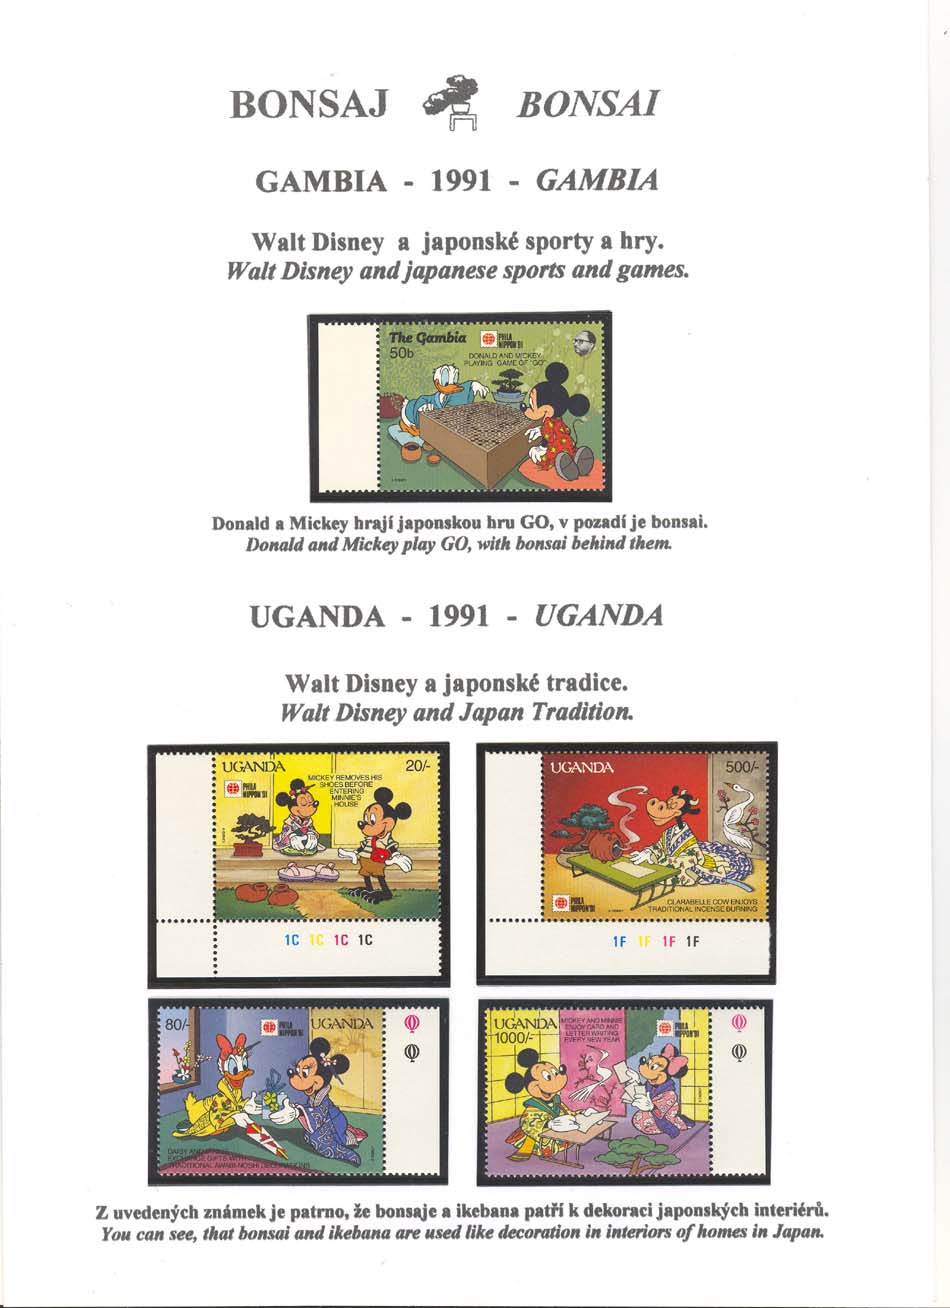 BONSAJ BONSAI
GAMBIA - 1991 - GAMBIA
Walt Disney a japonské sporty a hry.
Walt Disney and japanese sports and games.
The Gambia
50b
PHILA
NIPPON '91
DONALD AND MICKEY
PLAYING GAME OF "GO"
Donald a Mickey hrají japonskou hru GO, v pozadí je bonsai.
Donald and Mickey play GO, with bonsai behind them.
UGANDA - 1991 - UGANDA
Walt Disney a japonské tradice.
Walt Disney and Japan Tradition.
UGANDA 20/-
PHILA
NIPPON '91
MICKEY REMOVES HIS
SHOES BEFORE
ENTERING
MINNIE'S
HOUSE
1C 1C 1C 1C
UGANDA 500/-
PHILA
NIPPON '91
CLARABELLE COW ENJOYS
TRADITIONAL INCENSE BURNING
1F 1F 1F 1F
80/- PHILA
NIPPON '91
UGANDA
DAISY AND
EXCHANGE GIFTS WITH
TRADITIONAL AWABI-NOSHI DECORATIONS
UGANDA
1000/-
MICKEY AND MINNIE
ENJOY CARD AND
LETTER WRITING
EVERY NEW YEAR
PHILA
NIPPON '91
Z uvedených známek je patrno, že bonsaje a ikebana patří k dekoraci japonských interiérů.
You can see, that bonsai and ikebana are used like decoration in interiors of homes in Japan.